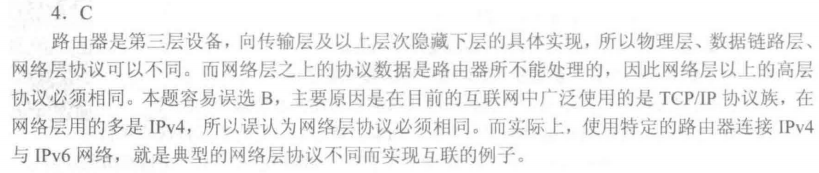 4．C
路由器是第三层设备，向传输层及以上层次隐藏下层的具体实现，所以物理层、数据链路层、
网络层协议可以不同。而网络层之上的协议数据是路由器所不能处理的，因此网络层以上的高层
协议必须相同。本题容易误选 B，主要原因是在目前的互联网中广泛使用的是 TCP/IP 协议族，在
网络层用的多是 IPv4，所以误认为网络层协议必须相同。而实际上，使用特定的路由器连接 IPv4
与 IPv6 网络，就是典型的网络层协议不同而实现互联的例子。